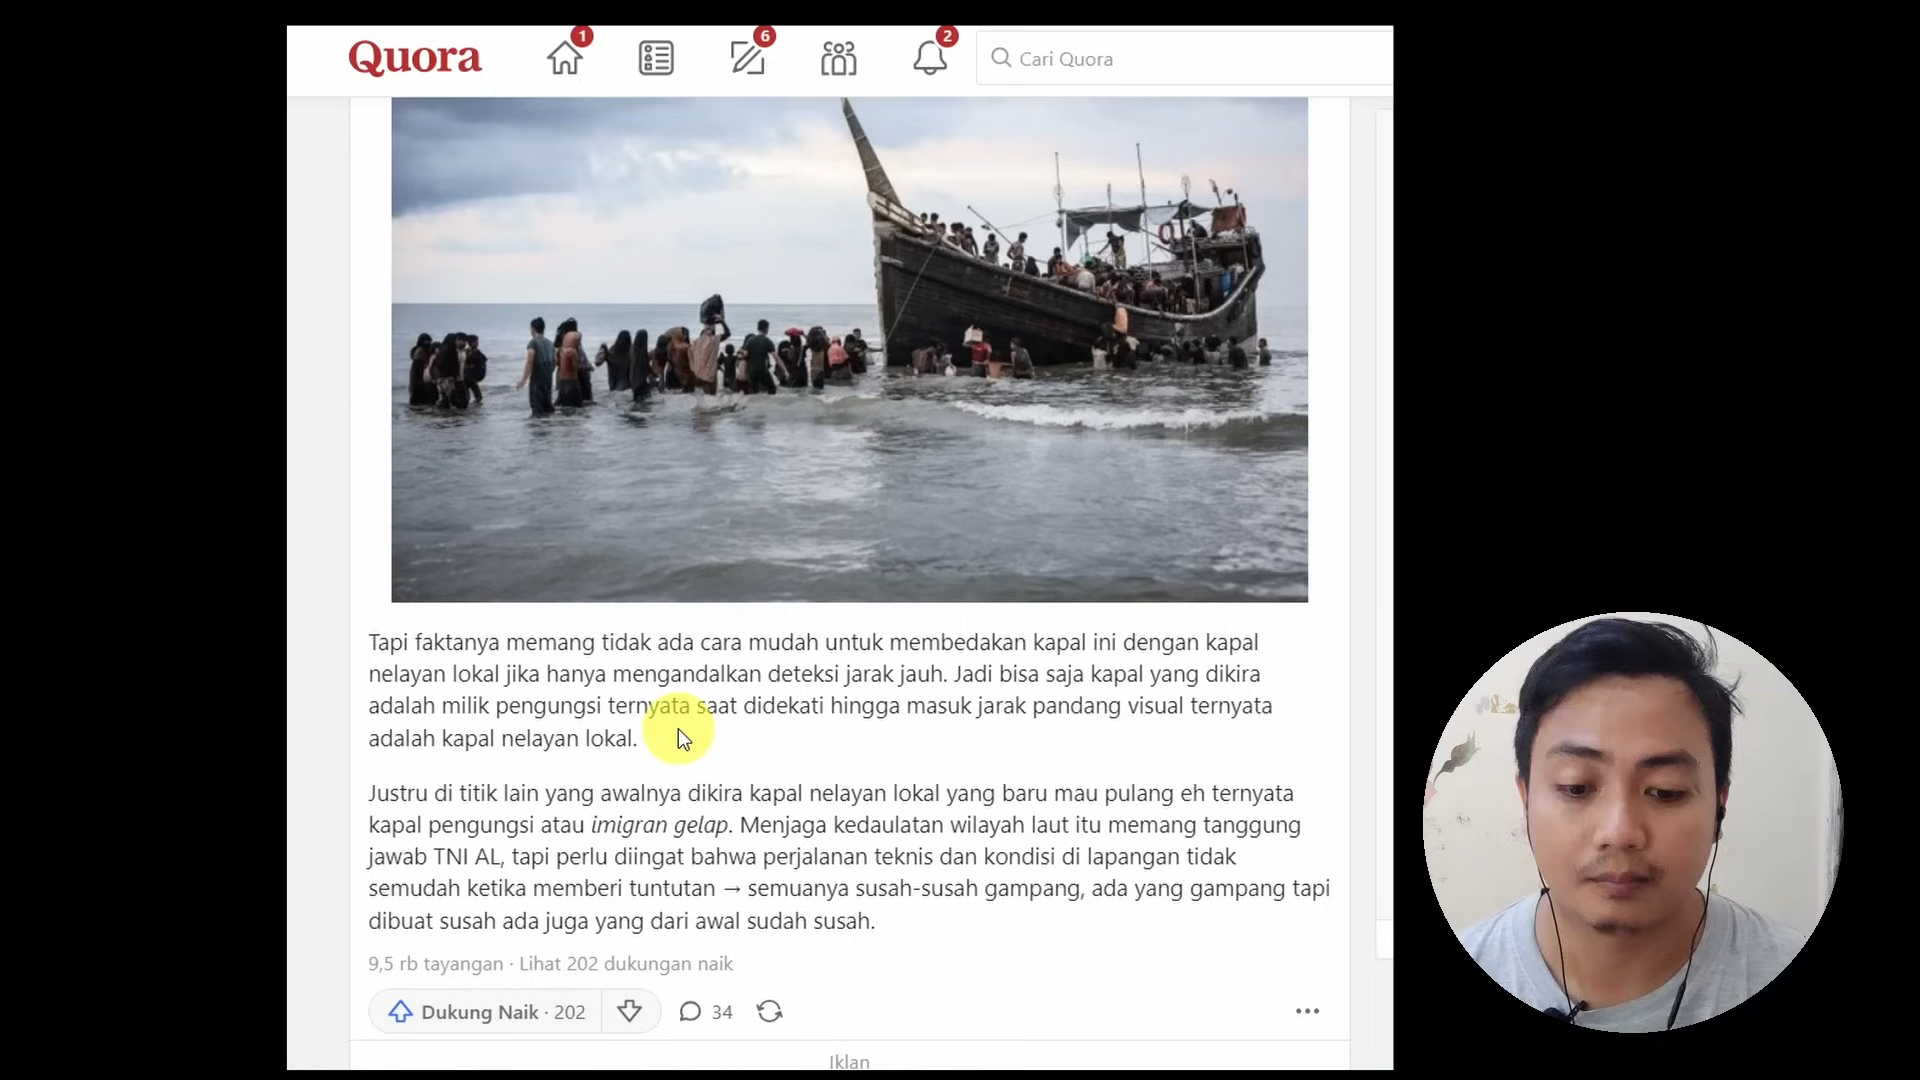 Quora
1
6
2
Cari Quora
Tapi faktanya memang tidak ada cara mudah untuk membedakan kapal ini dengan kapal
nelayan lokal jika hanya mengandalkan deteksi jarak jauh. Jadi bisa saja kapal yang dikira
adalah milik pengungsi ternyata saat didekati hingga masuk jarak pandang visual ternyata
adalah kapal nelayan lokal.
Justru di titik lain yang awalnya dikira kapal nelayan lokal yang baru mau pulang eh ternyata
kapal pengungsi atau imigran gelap. Menjaga kedaulatan wilayah laut itu memang tanggung
jawab TNI AL, tapi perlu diingat bahwa perjalanan teknis dan kondisi di lapangan tidak
semudah ketika memberi tuntutan → semuanya susah-susah gampang, ada yang gampang tapi
dibuat susah ada juga yang dari awal sudah susah.
9,5 rb tayangan · Lihat 202 dukungan naik
Dukung Naik · 202
34
Iklan